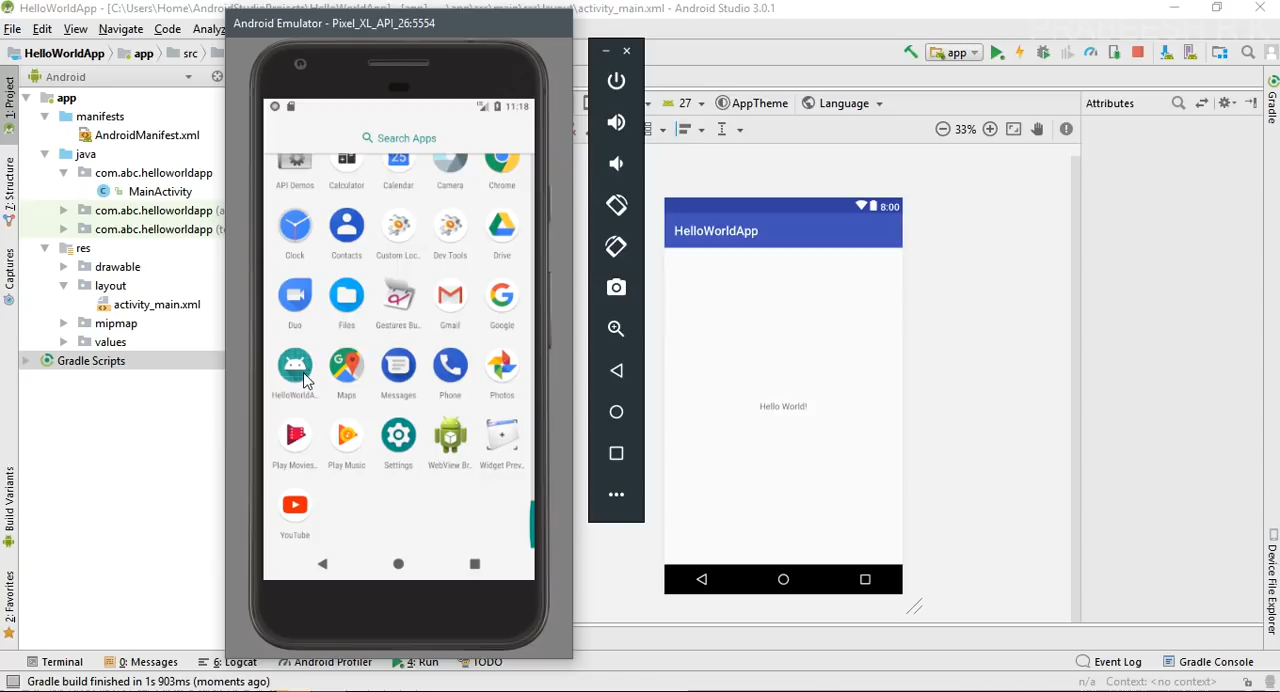 HelloWorldApp - [C:\Users\Home\AndroidStudioProjects\HelloWorldApp] - [app] - ...\app\src\main\res\layout\activity_main.xml - Android Studio 3.0.1
File Edit View Navigate Code Analyz
HelloWorldApp app src
app
Android
27 AppTheme Language
Attributes
33%
1: Project
Z: Structure
Captures
Build Variants
2: Favorites
app
manifests
AndroidManifest.xml
java
com.abc.helloworldapp
MainActivity
com.abc.helloworldapp (a
com.abc.helloworldapp (t
res
drawable
layout
activity_main.xml
mipmap
values
Gradle Scripts
Android Emulator - Pixel_XL_API_26:5554
11:18
Search Apps
25
API Demos Calculator Calendar Camera Chrome
Clock Contacts Custom Loc.. Dev Tools Drive
Duo Files Gestures Bu.. Gmail Google
HelloWorldA.. Maps Messages Phone Photos
Play Movies.. Play Music Settings WebView Br.. Widget Prev..
YouTube
8:00
HelloWorldApp
Hello World!
Gradle
Device File Explorer
Terminal 0: Messages 6: Logcat Android Profiler 4: Run TODO
Event Log Gradle Console
Gradle build finished in 1s 903ms (moments ago)
n/a Context: <no context>